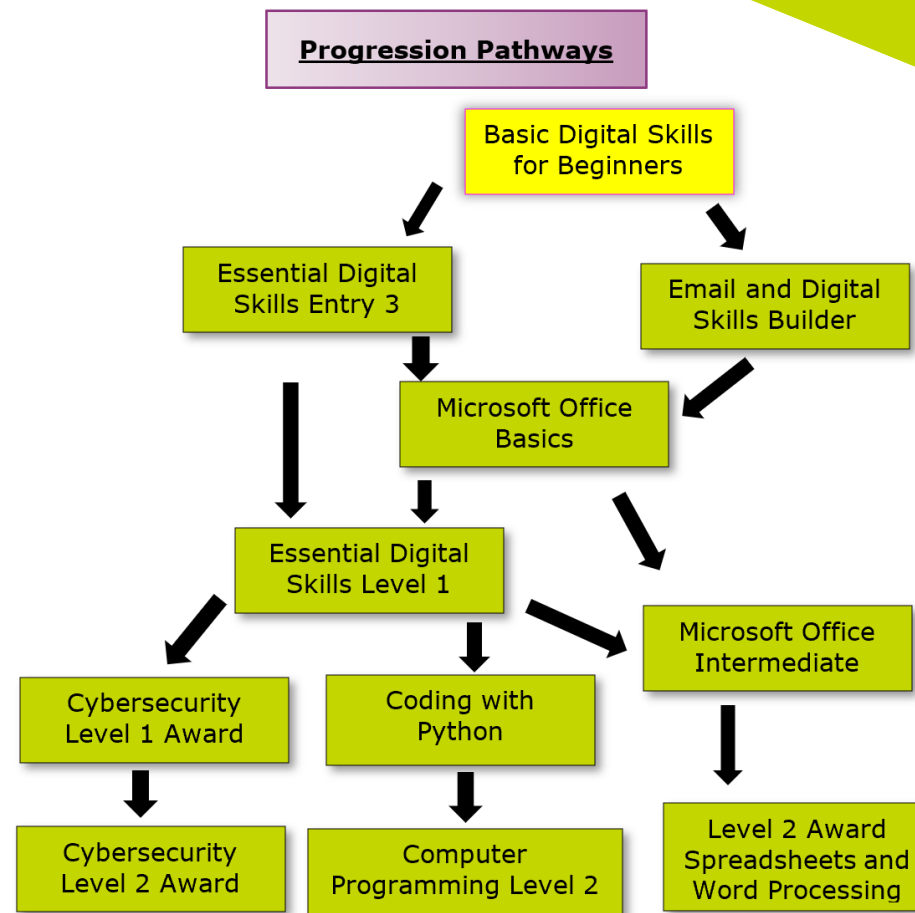 Progression Pathways
Basic Digital Skills
for Beginners
Essential Digital
Skills Entry 3
Email and Digital
Skills Builder
Microsoft Office
Basics
Essential Digital
Skills Level 1
Microsoft Office
Intermediate
Cybersecurity
Level 1 Award
Coding with
Python
Cybersecurity
Level 2 Award
Computer
Programming Level 2
Level 2 Award
Spreadsheets and
Word Processing